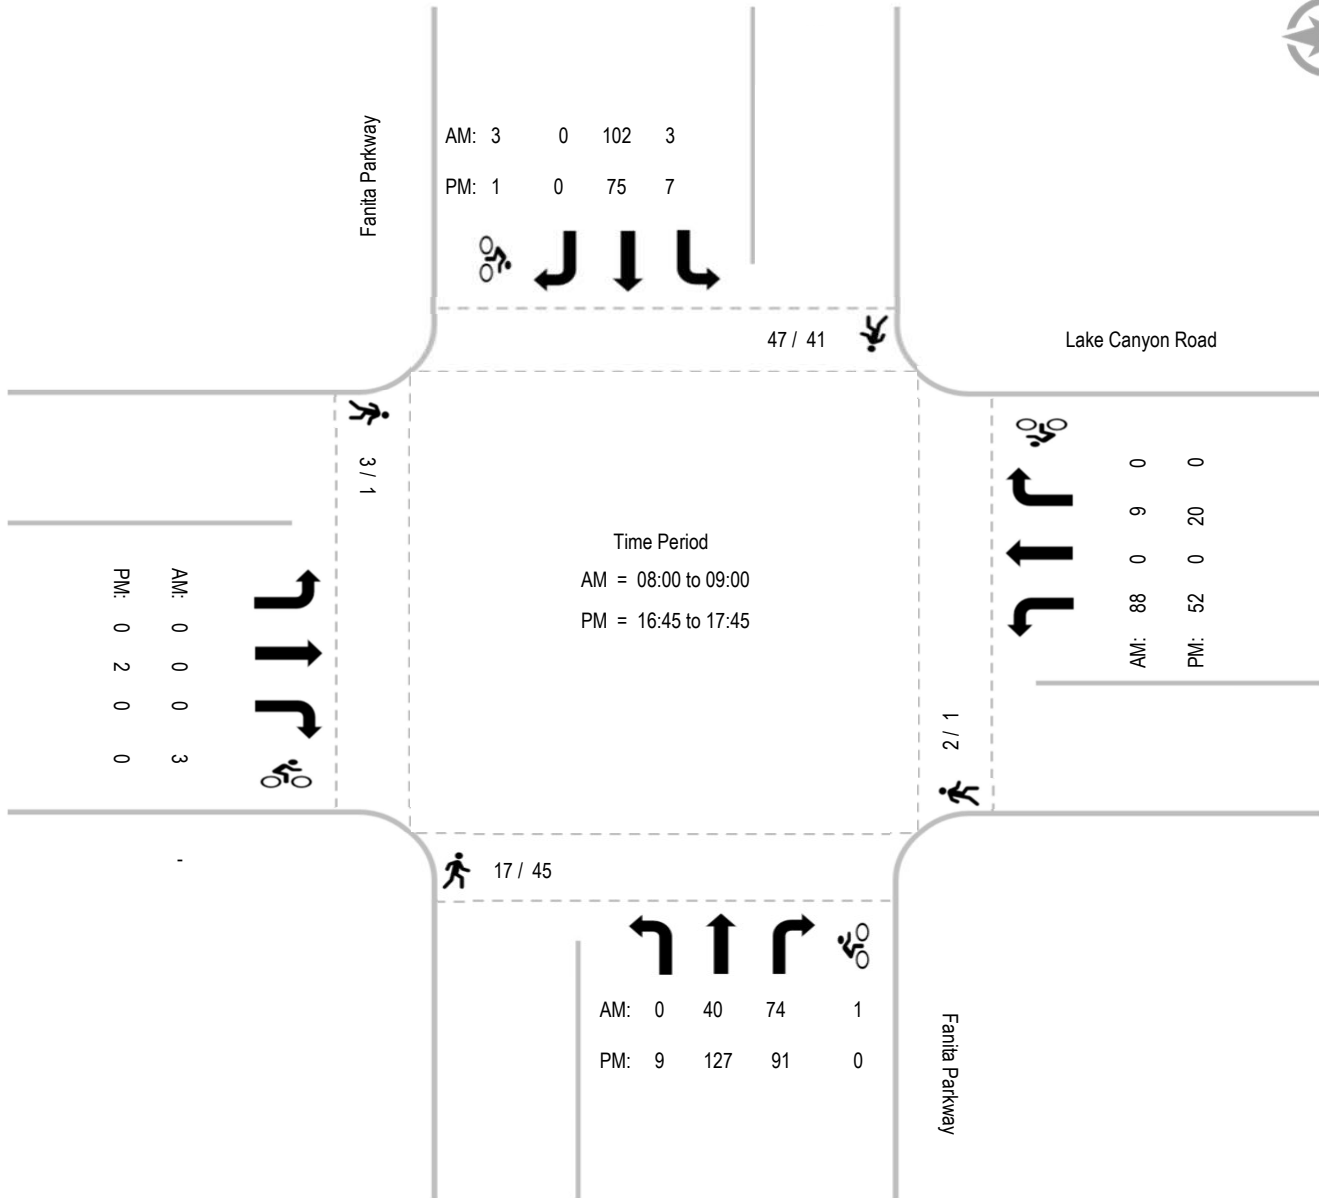 Fanita Parkway
AM: 3 0 102 3
PM: 1 0 75 7
47 / 41
Lake Canyon Road
3 / 1
AM: 88 0 9 0
PM: 52 0 20 0
Time Period
AM = 08:00 to 09:00
PM = 16:45 to 17:45
AM: 0 0 0 3
PM: 0 2 0 0
2 / 1
-
17 / 45
AM: 0 40 74 1
PM: 9 127 91 0
Fanita Parkway